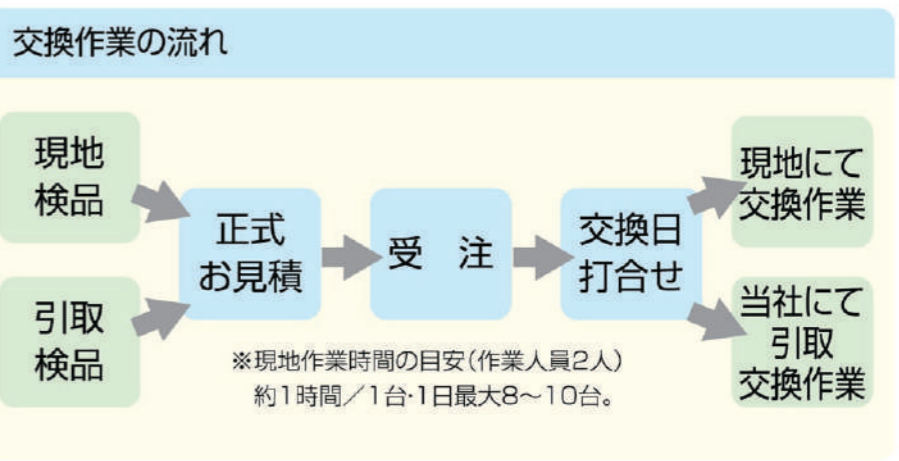 交換作業の流れ
現地
検品
引取
検品
正式
お見積
受　注
交換日
打合せ
現地にて
交換作業
当社にて
引取
交換作業
※現地作業時間の目安(作業人員2人)
約1時間／1台・1日最大8～10台。